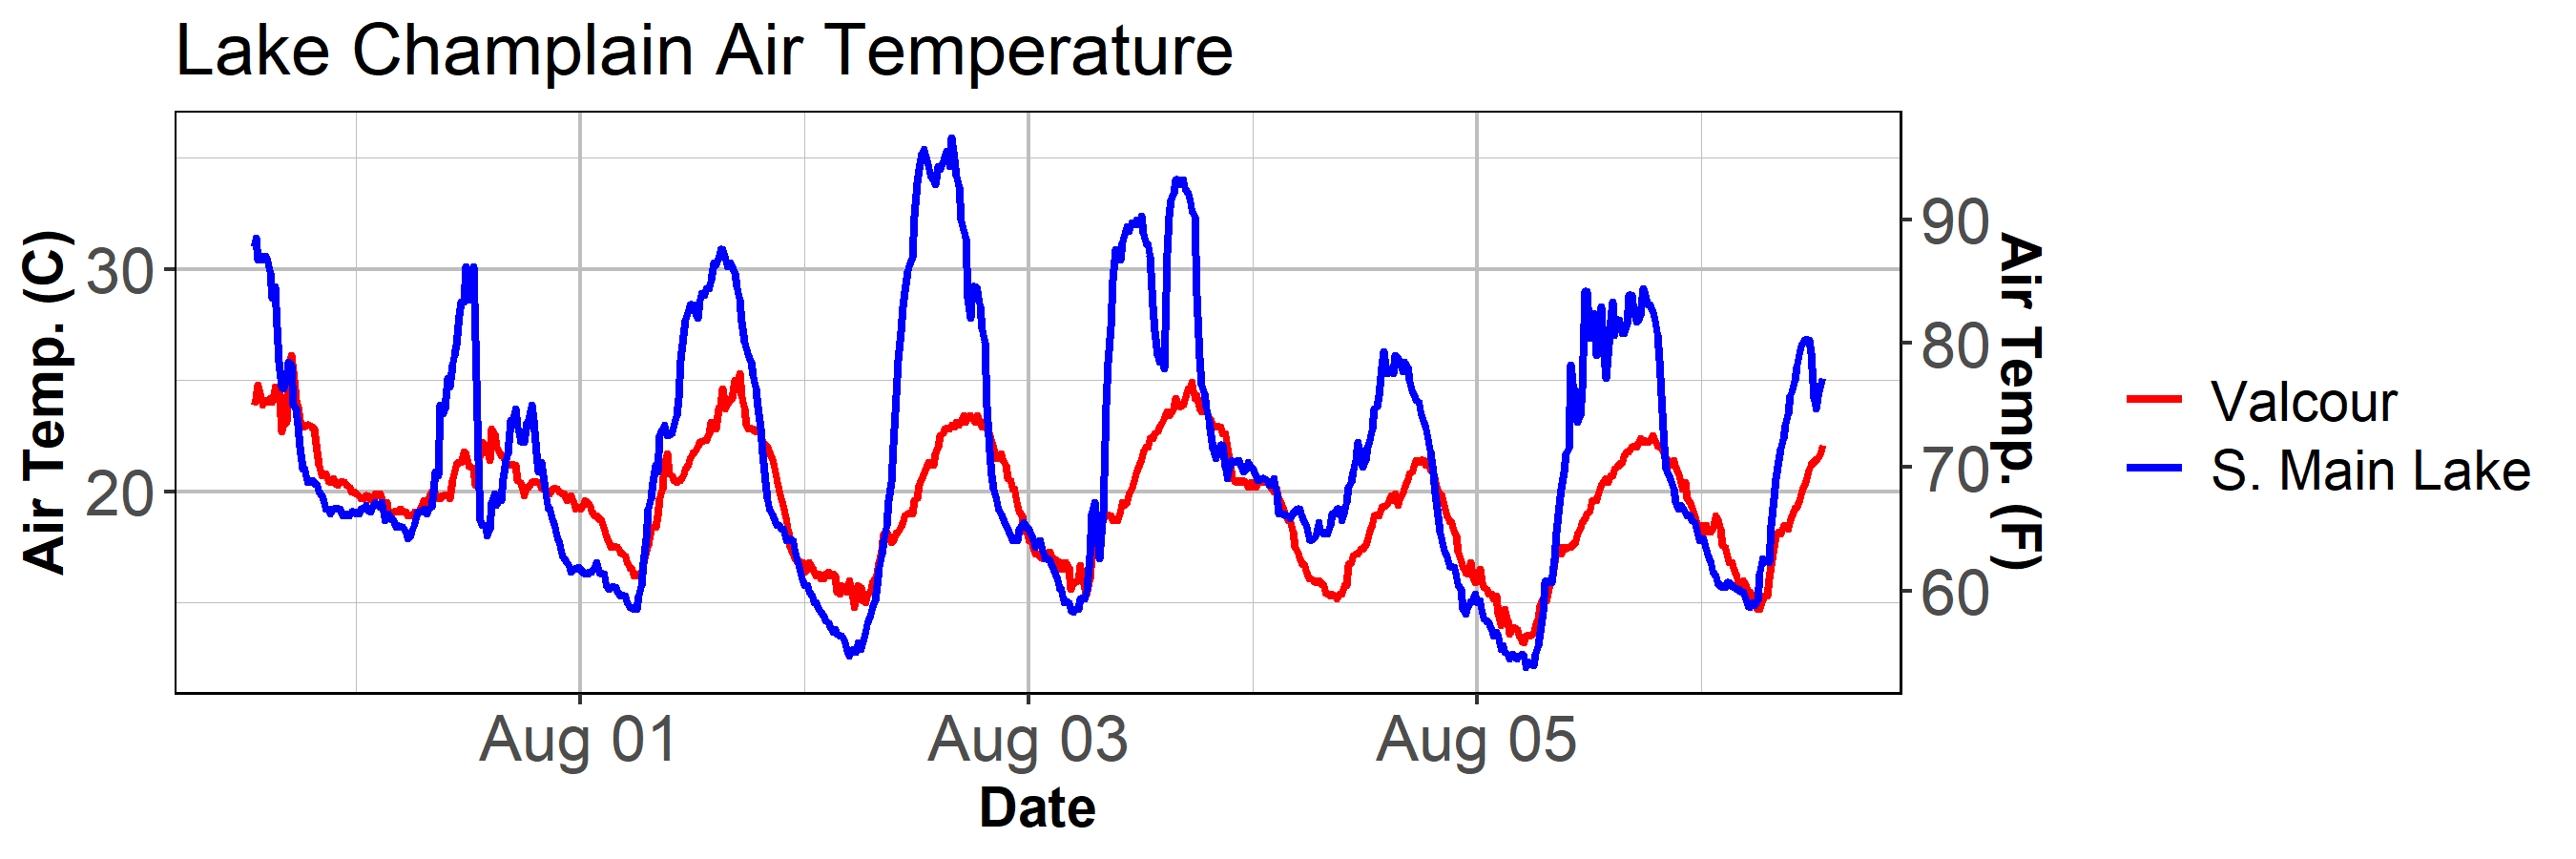 Lake Champlain Air Temperature
Air Temp. (C)
30
20
90
80
70
60
Air Temp. (F)
Valcour
S. Main Lake
Aug 01
Aug 03
Aug 05
Date